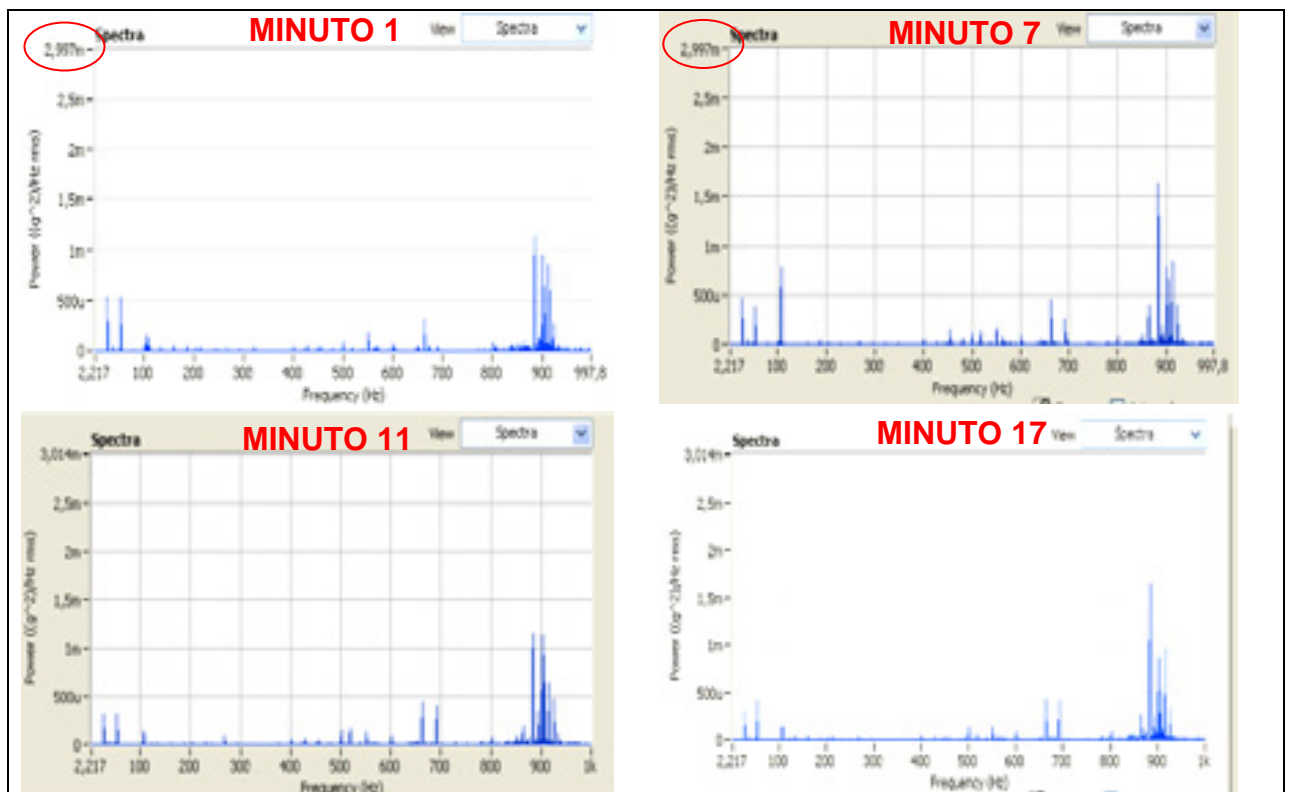 MINUTO 1
Spectra
View
Spectra
2,997m
2,5m
2m
1,5m
1m
500u
0
Power ((g^2)/Hz rms)
2,217 100 200 300 400 500 600 700 800 900 997,8
Frequency (Hz)
MINUTO 7
Spectra
View
Spectra
2,997m
2,5m
2m
1,5m
1m
500u
0
Power ((g^2)/Hz rms)
2,217 100 200 300 400 500 600 700 800 900 997,8
Frequency (Hz)
MINUTO 11
Spectra
View
Spectra
3,014m
2,5m
2m
1,5m
1m
500u
0
Power ((g^2)/Hz rms)
2,217 100 200 300 400 500 600 700 800 900 1k
Frequency (Hz)
MINUTO 17
Spectra
View
Spectra
3,014m
2,5m
2m
1,5m
1m
500u
0
Power ((g^2)/Hz rms)
2,217 100 200 300 400 500 600 700 800 900 1k
Frequency (Hz)